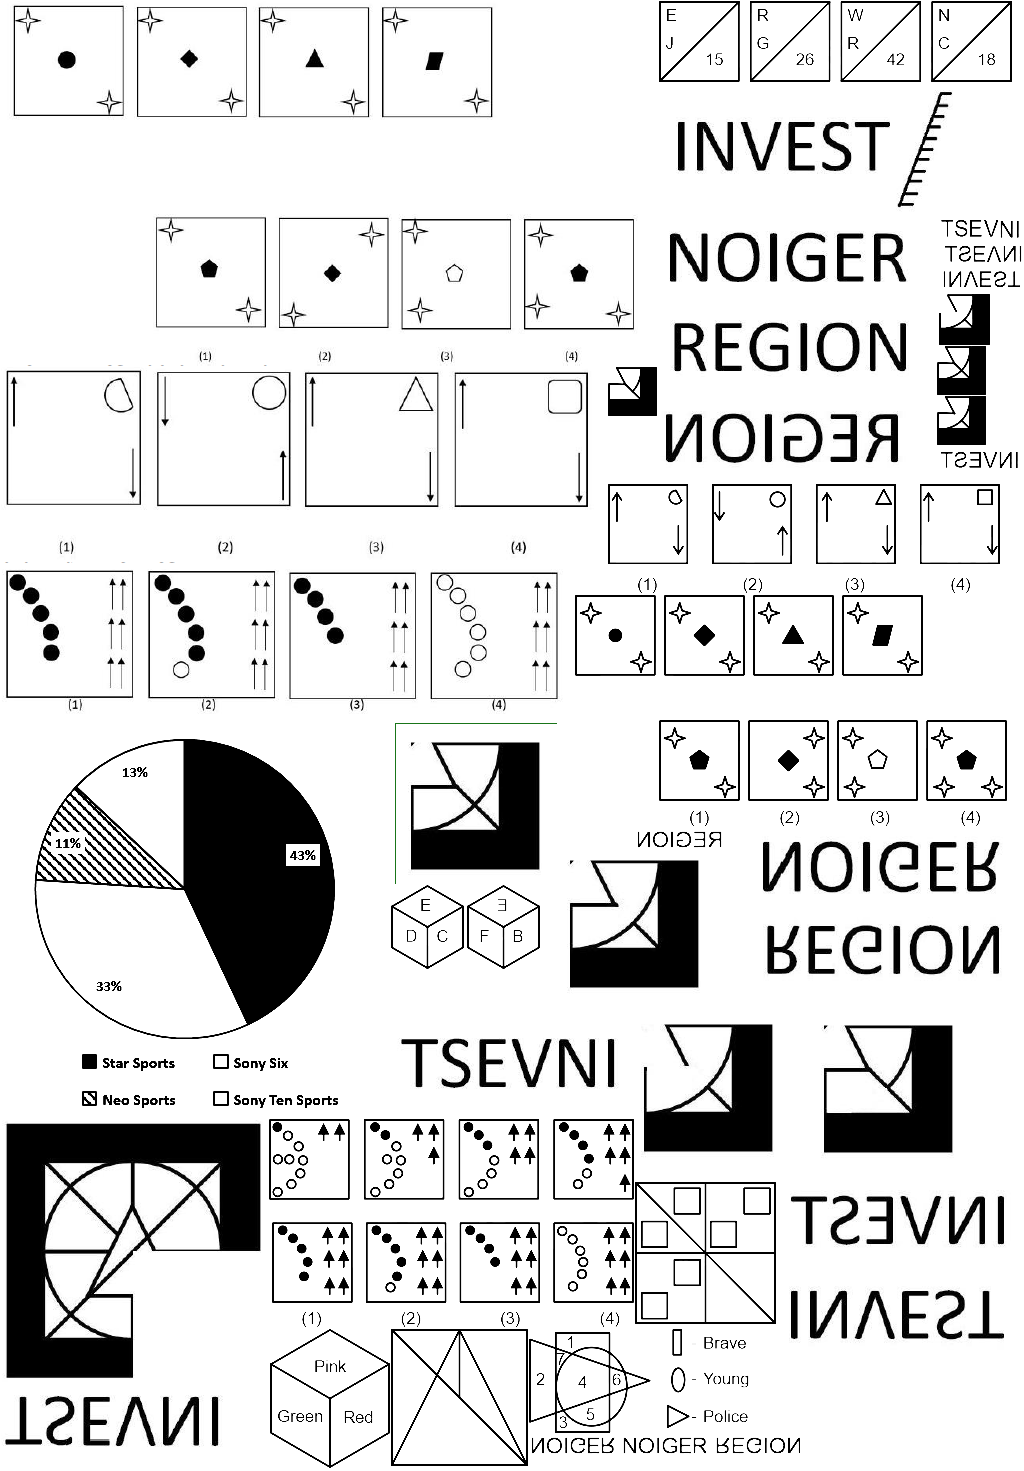 E
J
15
R
G
26
W
R
42
N
C
18
INVEST
NOIGER
TSEVNI
TSEVNI
INVEST
REGION
(1) (2) (3) (4)
NOIGER
TSEVNI
(1) (2) (3) (4)
(1) (2) (3) (4)
(1) (2) (3) (4)
13%
11%
43%
33%
(1) (2) (3) (4)
REGION
NOIGER
REGION
E
D C
E
F B
Star Sports
Sony Six
Neo Sports
Sony Ten Sports
TSEVNI
TSEVNI
INVEST
(1) (2) (3) (4)
Pink
Green Red
1
7
2 4 6
3 5
- Brave
- Young
- Police
TSEVNI
NOIGER NOIGER REGION